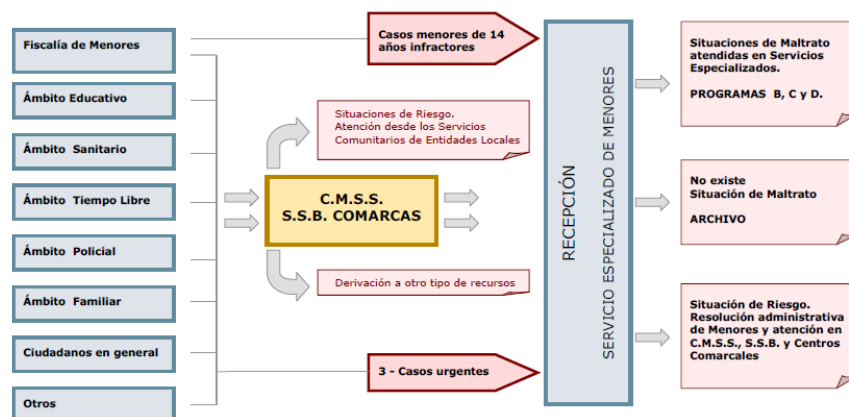 Fiscalía de Menores
Ámbito Educativo
Ámbito Sanitario
Ámbito Tiempo Libre
Ámbito Policial
Ámbito Familiar
Ciudadanos en general
Otros
Casos menores de 14
años infractores
Situaciones de Riesgo.
Atención desde los Servicios
Comunitarios de Entidades Locales
C.M.S.S.
S.S.B. COMARCAS
Derivación a otro tipo de recursos
3 - Casos urgentes
RECEPCIÓN
SERVICIO ESPECIALIZADO DE MENORES
Situaciones de Maltrato
atendidas en Servicios
Especializados.
PROGRAMAS B, C y D.
No existe
Situación de Maltrato
ARCHIVO
Situación de Riesgo.
Resolución administrativa
de Menores y atención en
C.M.S.S., S.S.B. y Centros
Comarcales